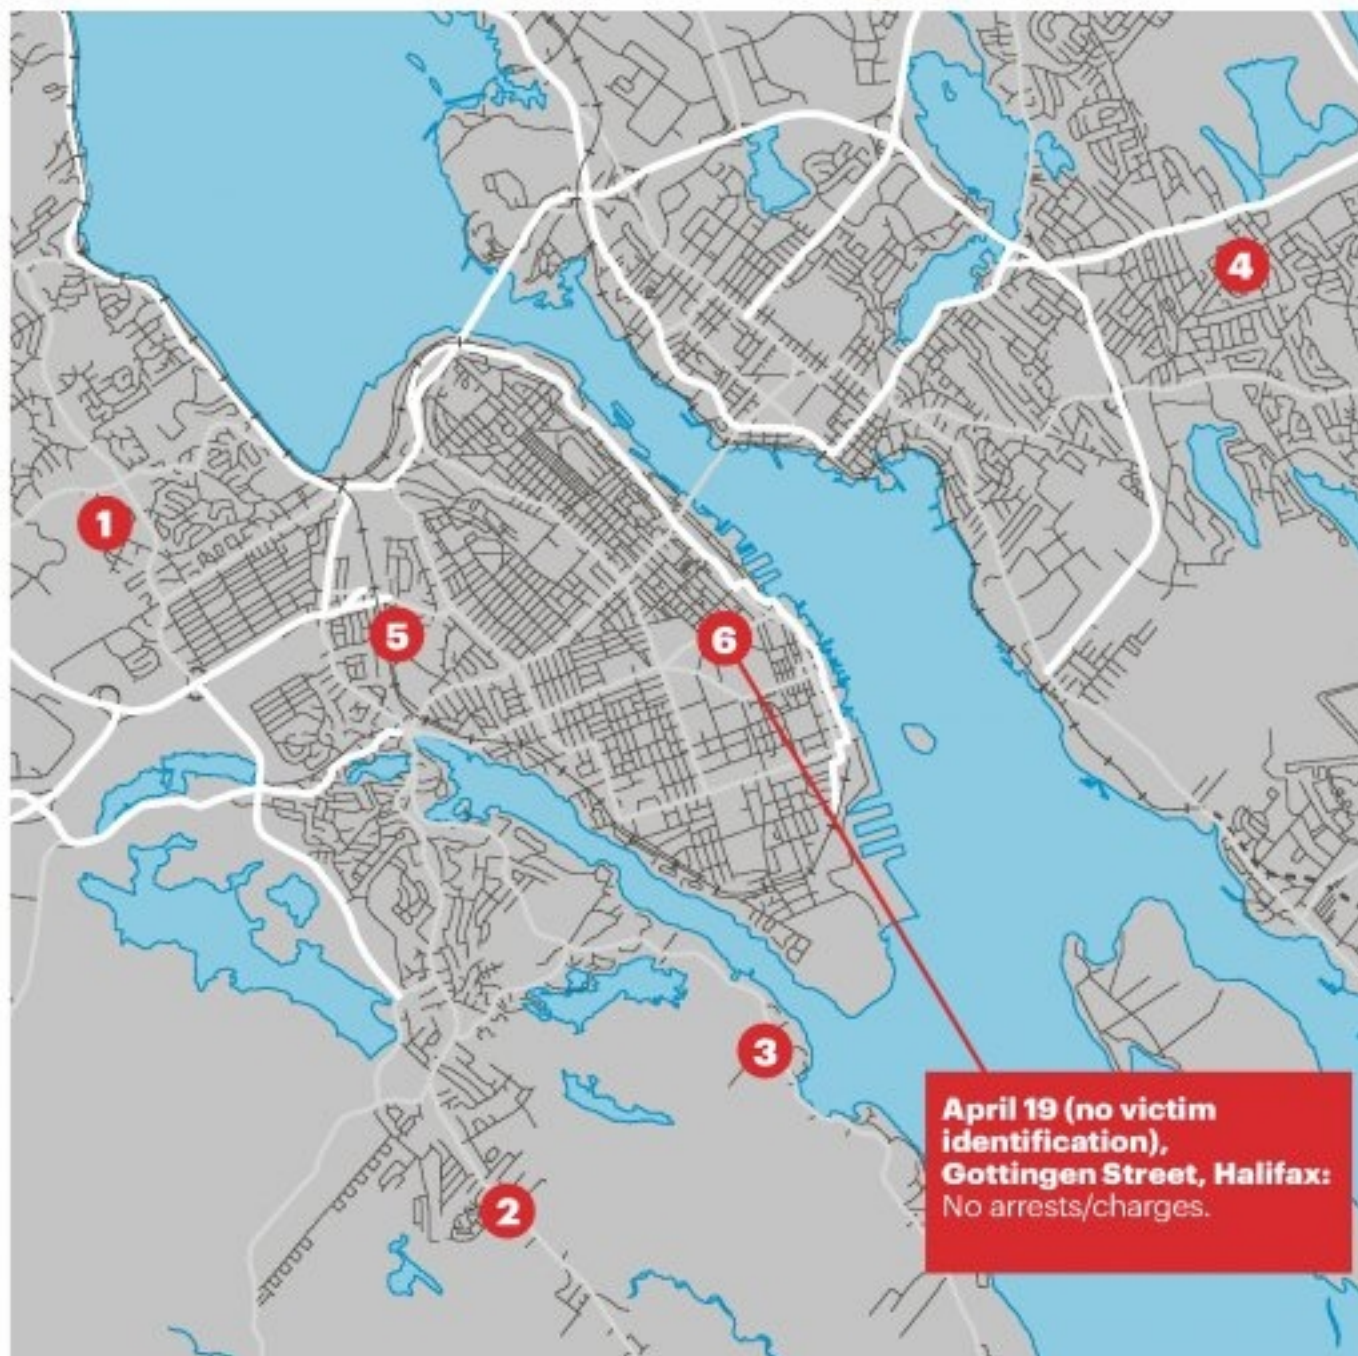 4
1
5
6
3
2
April 19 (no victim
identification),
Gottingen Street, Halifax:
No arrests/charges.